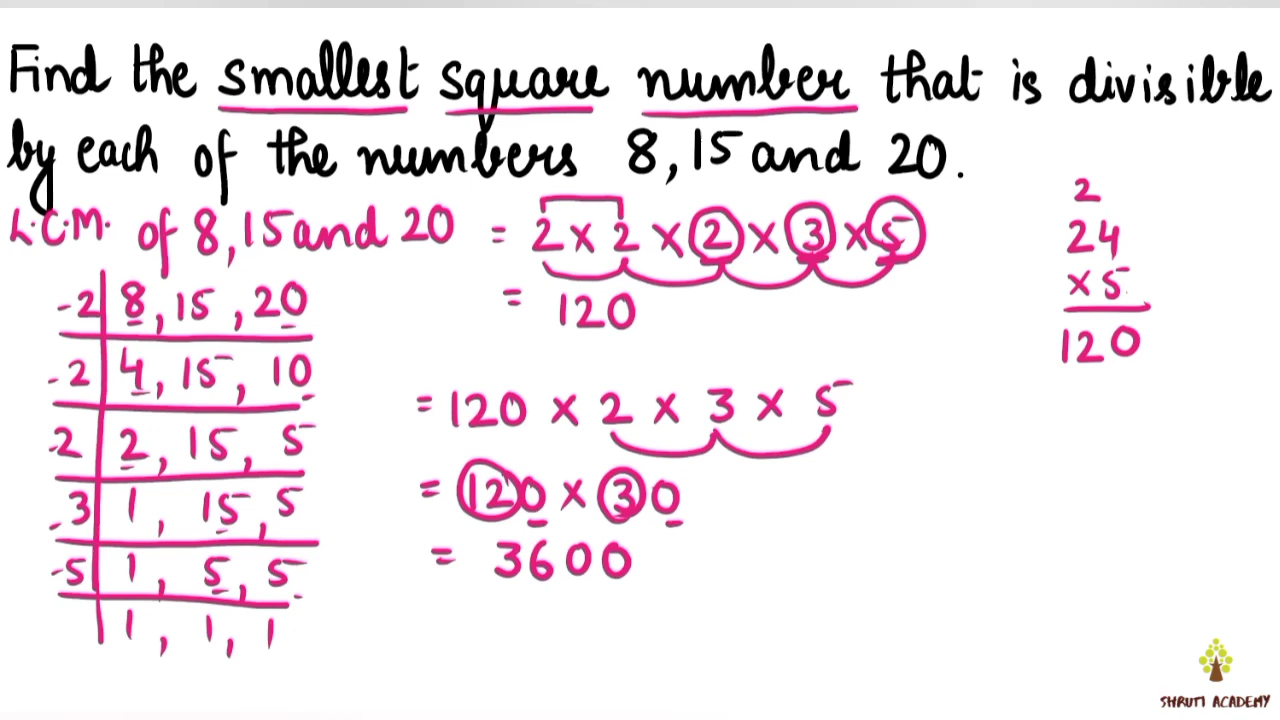 Find the smallest square number that is divisible
by each of the numbers 8, 15 and 20.
L.C.M. of 8, 15 and 20 = 2 × 2 × 2 × 3 × 5
= 120
-2 | 8, 15, 20
-2 | 4, 15, 10
-2 | 2, 15, 5
-3 | 1, 15, 5
-5 | 1, 5, 5
1, 1, 1
= 120 × 2 × 3 × 5
= 120 × 30
= 3600
2
24
×5
120
SHRUTI ACADEMY